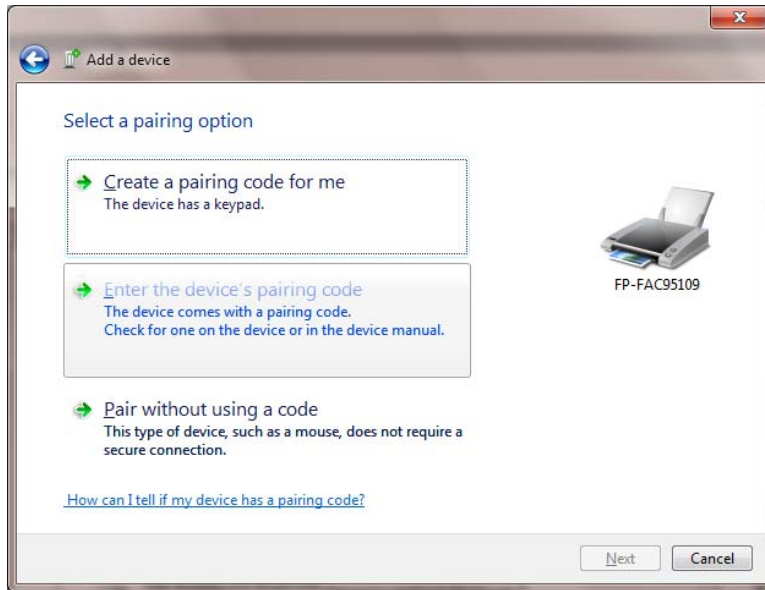 Add a device
Select a pairing option
Create a pairing code for me
The device has a keypad.
Enter the device's pairing code
The device comes with a pairing code.
Check for one on the device or in the device manual.
FP-FAC95109
Pair without using a code
This type of device, such as a mouse, does not require a
secure connection.
How can I tell if my device has a pairing code?
Next
Cancel